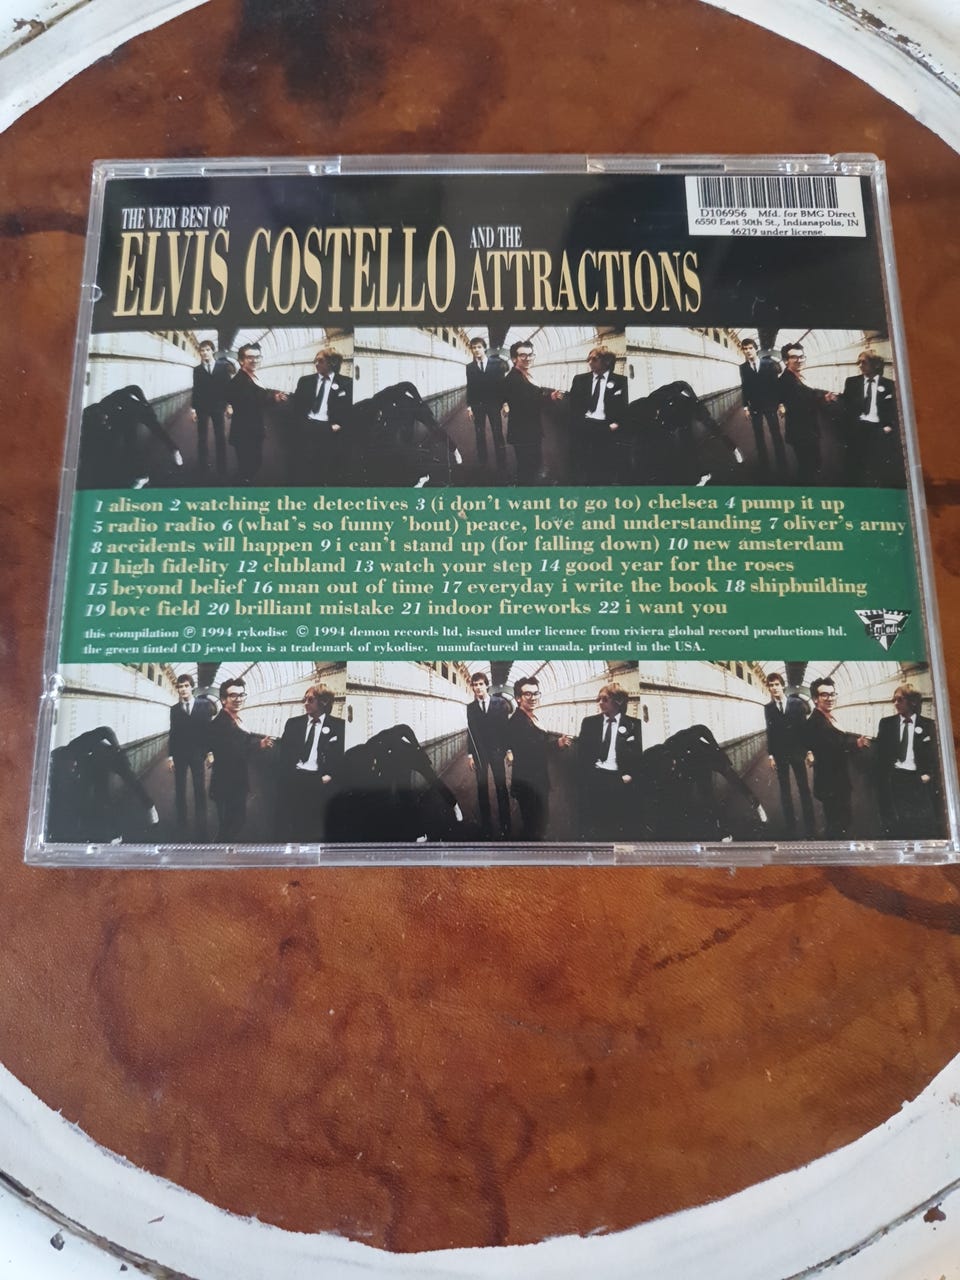 D106956 Mfd. for BMG Direct
6550 East 30th St., Indianapolis, IN
46219 under license.
THE VERY BEST OF
ELVIS COSTELLO AND THE ATTRACTIONS
1 alison 2 watching the detectives 3 (i don't want to go to) chelsea 4 pump it up
5 radio radio 6 (what's so funny 'bout) peace, love and understanding 7 oliver's army
8 accidents will happen 9 i can't stand up (for falling down) 10 new amsterdam
11 high fidelity 12 clubland 13 watch your step 14 good year for the roses
15 beyond belief 16 man out of time 17 everyday i write the book 18 shipbuilding
19 love field 20 brilliant mistake 21 indoor fireworks 22 i want you
this compilation ℗ 1994 rykodisc © 1994 demon records ltd, issued under licence from riviera global record productions ltd.
the green tinted CD jewel box is a trademark of rykodisc. manufactured in canada. printed in the USA.